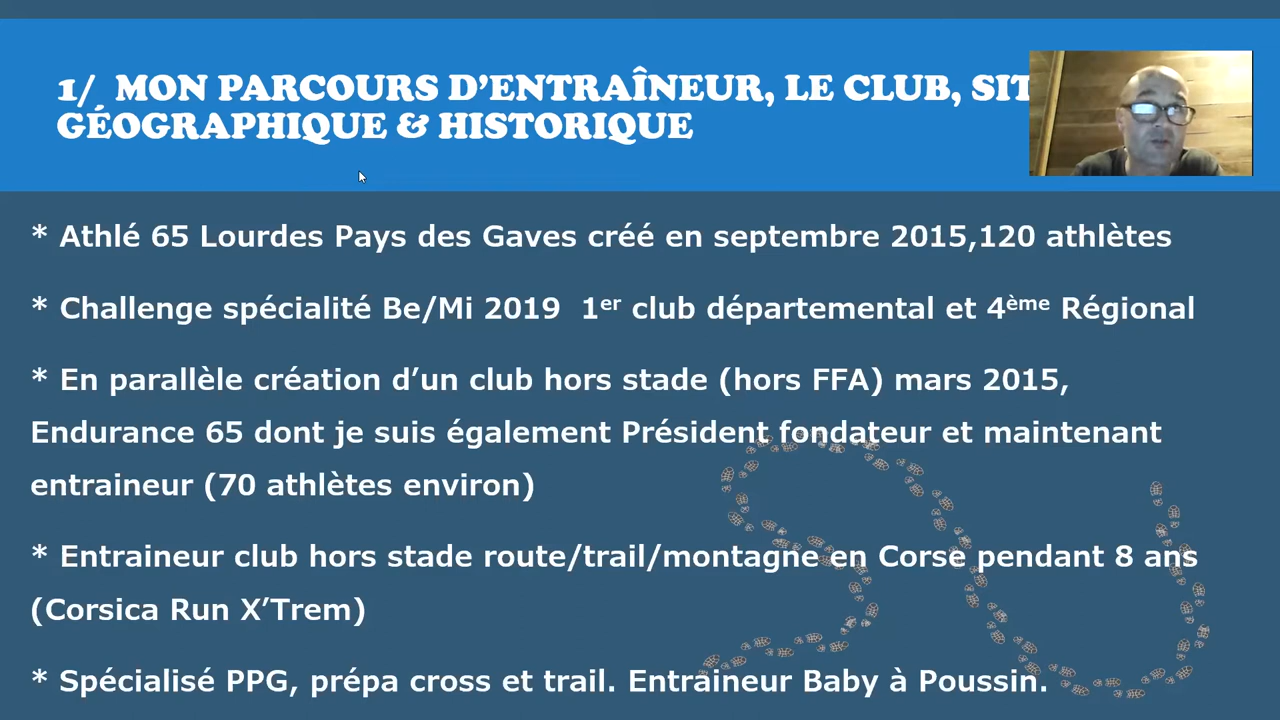 1/ MON PARCOURS D’ENTRAÎNEUR, LE CLUB, SIT
GÉOGRAPHIQUE & HISTORIQUE
* Athlé 65 Lourdes Pays des Gaves créé en septembre 2015,120 athlètes
* Challenge spécialité Be/Mi 2019 1er club départemental et 4ème Régional
* En parallèle création d’un club hors stade (hors FFA) mars 2015,
Endurance 65 dont je suis également Président fondateur et maintenant
entraineur (70 athlètes environ)
* Entraineur club hors stade route/trail/montagne en Corse pendant 8 ans
(Corsica Run X’Trem)
* Spécialisé PPG, prépa cross et trail. Entraineur Baby à Poussin.